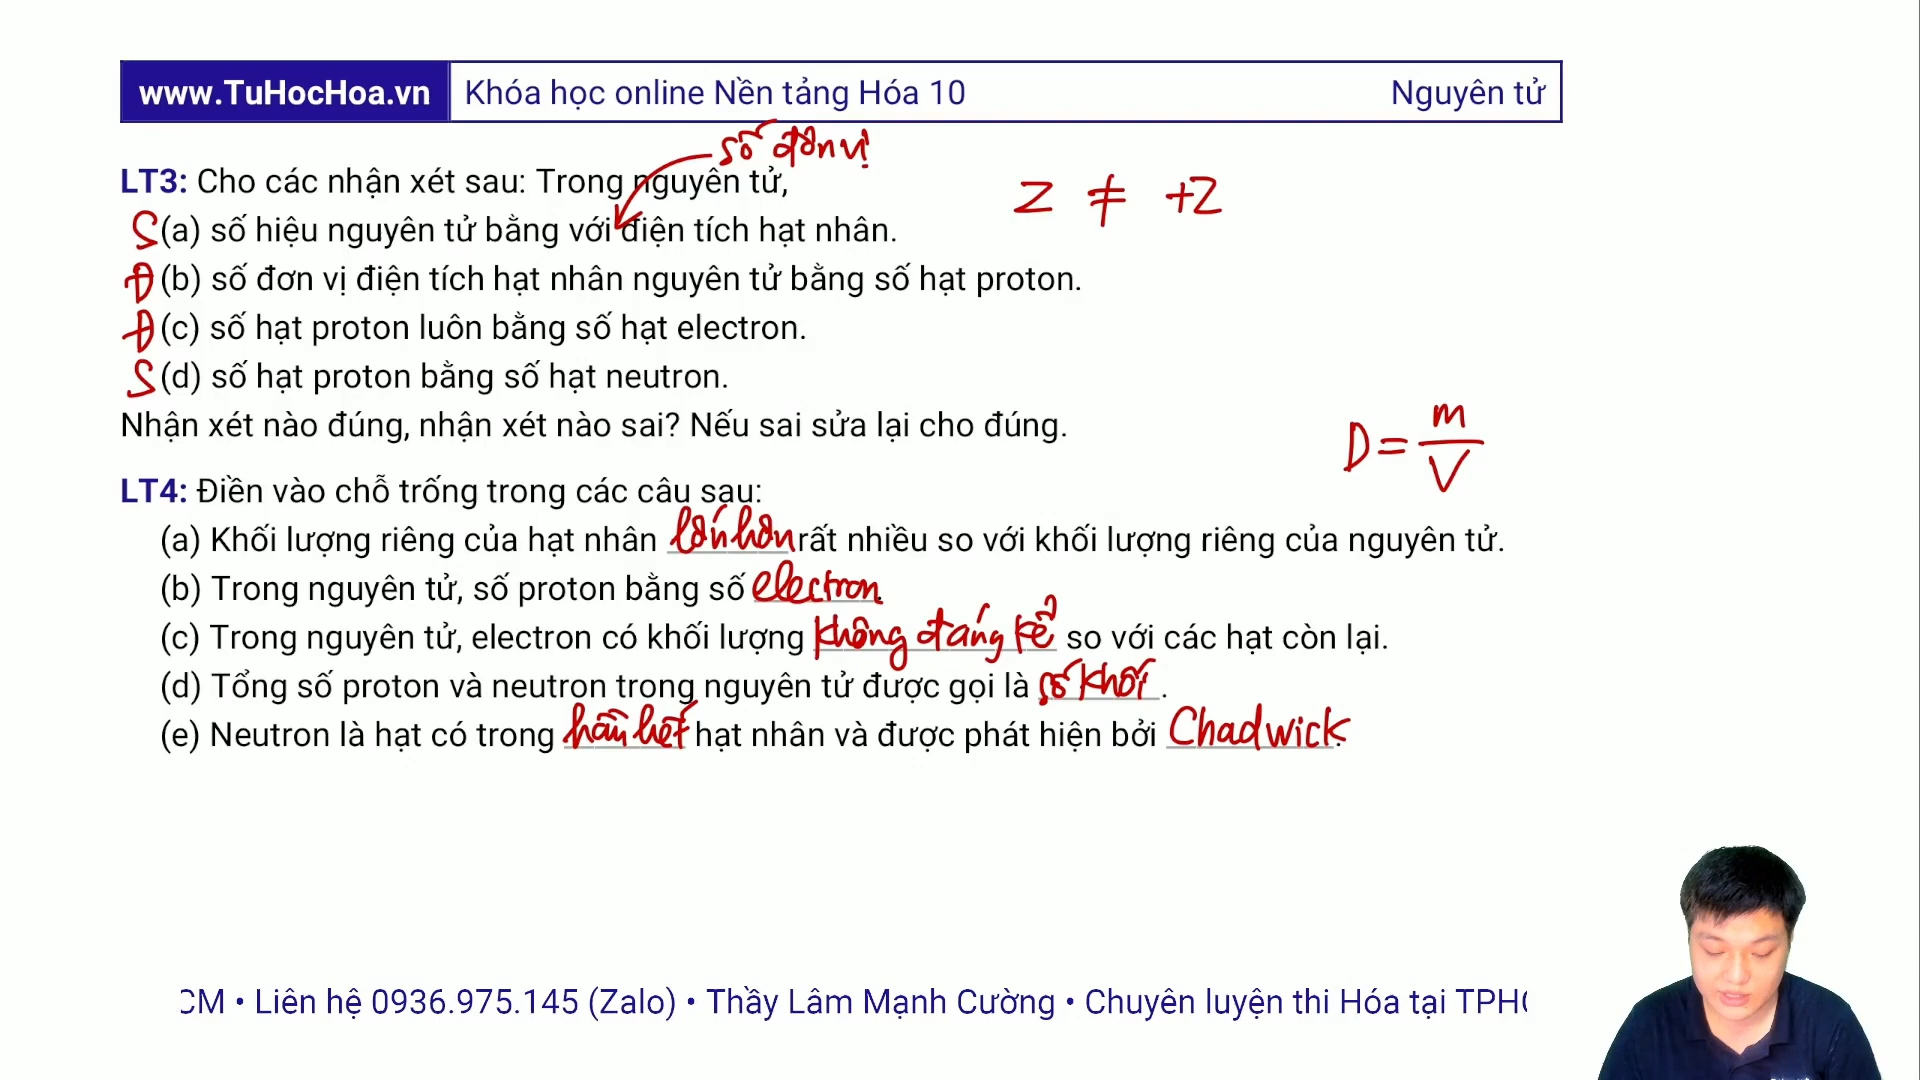 www.TuHocHoa.vn Khóa học online Nền tảng Hóa 10 Nguyên tử
số đơn vị
LT3: Cho các nhận xét sau: Trong nguyên tử,
Z ≠ +Z
S (a) số hiệu nguyên tử bằng với điện tích hạt nhân.
Đ (b) số đơn vị điện tích hạt nhân nguyên tử bằng số hạt proton.
Đ (c) số hạt proton luôn bằng số hạt electron.
S (d) số hạt proton bằng số hạt neutron.
Nhận xét nào đúng, nhận xét nào sai? Nếu sai sửa lại cho đúng.
D = m/V
LT4: Điền vào chỗ trống trong các câu sau:
(a) Khối lượng riêng của hạt nhân lớn hơn rất nhiều so với khối lượng riêng của nguyên tử.
(b) Trong nguyên tử, số proton bằng số electron.
(c) Trong nguyên tử, electron có khối lượng không đáng kể so với các hạt còn lại.
(d) Tổng số proton và neutron trong nguyên tử được gọi là số khối.
(e) Neutron là hạt có trong hầu hết hạt nhân và được phát hiện bởi Chadwick.
CM • Liên hệ 0936.975.145 (Zalo) • Thầy Lâm Mạnh Cường • Chuyên luyện thi Hóa tại TPHC